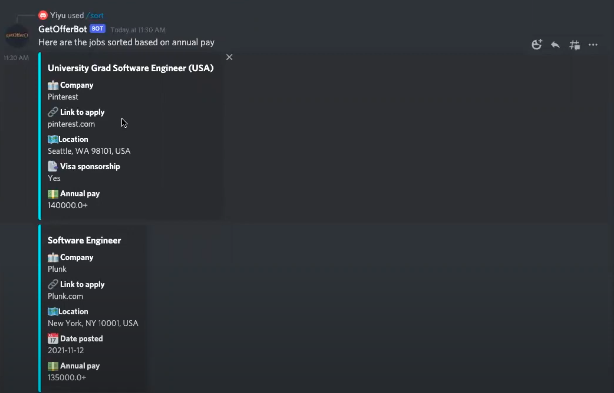 Yiyu used /sort
GetOfferBot BOT Today at 11:30 AM
Here are the jobs sorted based on annual pay
11:30 AM
University Grad Software Engineer (USA)
Company
Pinterest
Link to apply
pinterest.com
Location
Seattle, WA 98101, USA
Visa sponsorship
Yes
Annual pay
140000.0+
Software Engineer
Company
Plunk
Link to apply
Plunk.com
Location
New York, NY 10001, USA
Date posted
2021-11-12
Annual pay
135000.0+